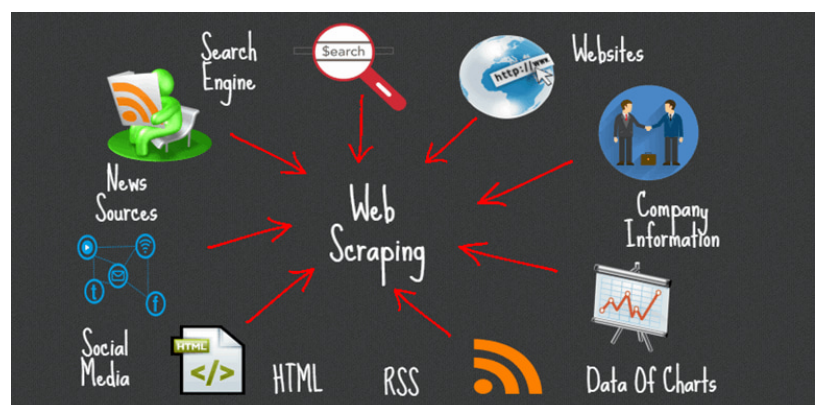 Search
Engine
$earch
Websites
http://www
News
Sources
Web
Scraping
Company
Information
Social
Media
HTML
</>
HTML
RSS
Data Of Charts
t
f